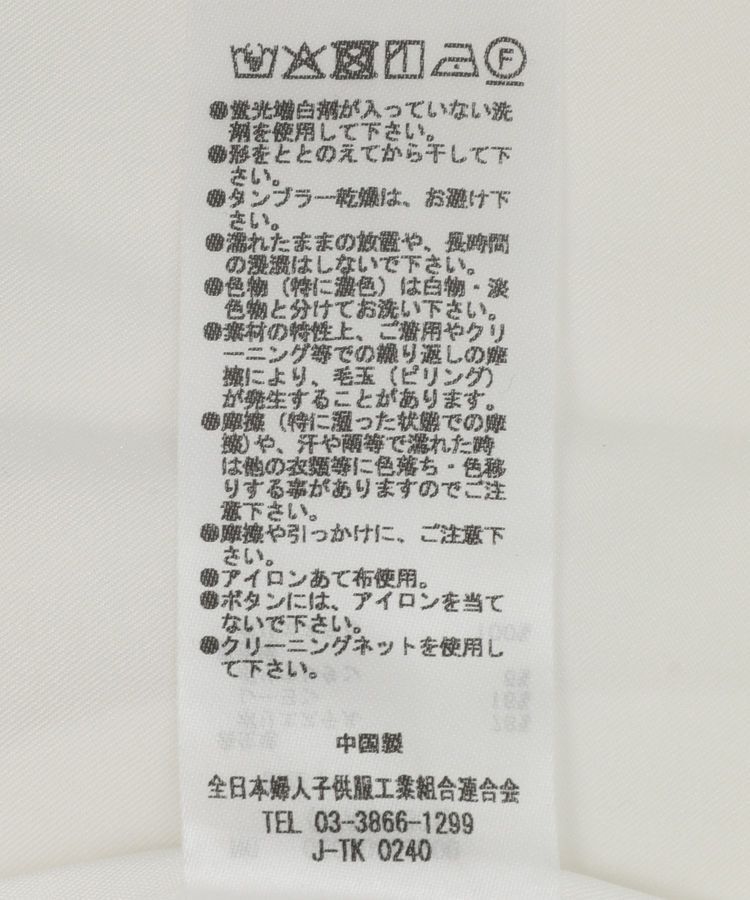 F
●蛍光増白剤が入っていない洗
剤を使用して下さい。
●形をととのえてから干して下
さい。
●タンブラー乾燥は、お避け下
さい。
●濡れたままの放置や、長時間
の浸漬はしないで下さい。
●色物（特に濃色）は白物・淡
色物と分けてお洗い下さい。
●素材の特性上、ご着用やクリ
ーニング等での繰り返しの摩
擦により、毛玉（ピリング）
が発生することがあります。
●摩擦（特に湿った状態での摩
擦）や、汗や雨等で濡れた時
は他の衣類等に色落ち・色移
りする事がありますのでご注
意下さい。
●摩擦や引っかけに、ご注意下
さい。
●アイロンあて布使用。
●ボタンには、アイロンを当て
ないで下さい。
●クリーニングネットを使用し
て下さい。
中国製
全日本婦人子供服工業組合連合会
TEL 03-3866-1299
J-TK 0240